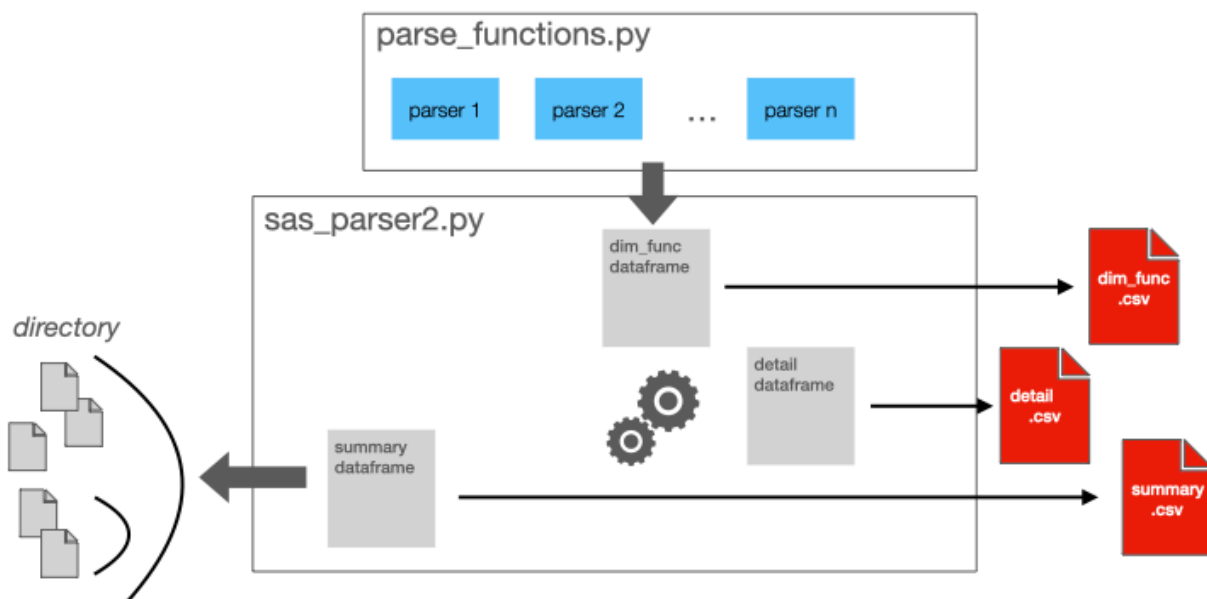 parse_functions.py
parser 1
parser 2
...
parser n
sas_parser2.py
dim_func
dataframe
dim_func
.csv
directory
detail
dataframe
detail
.csv
summary
dataframe
summary
.csv